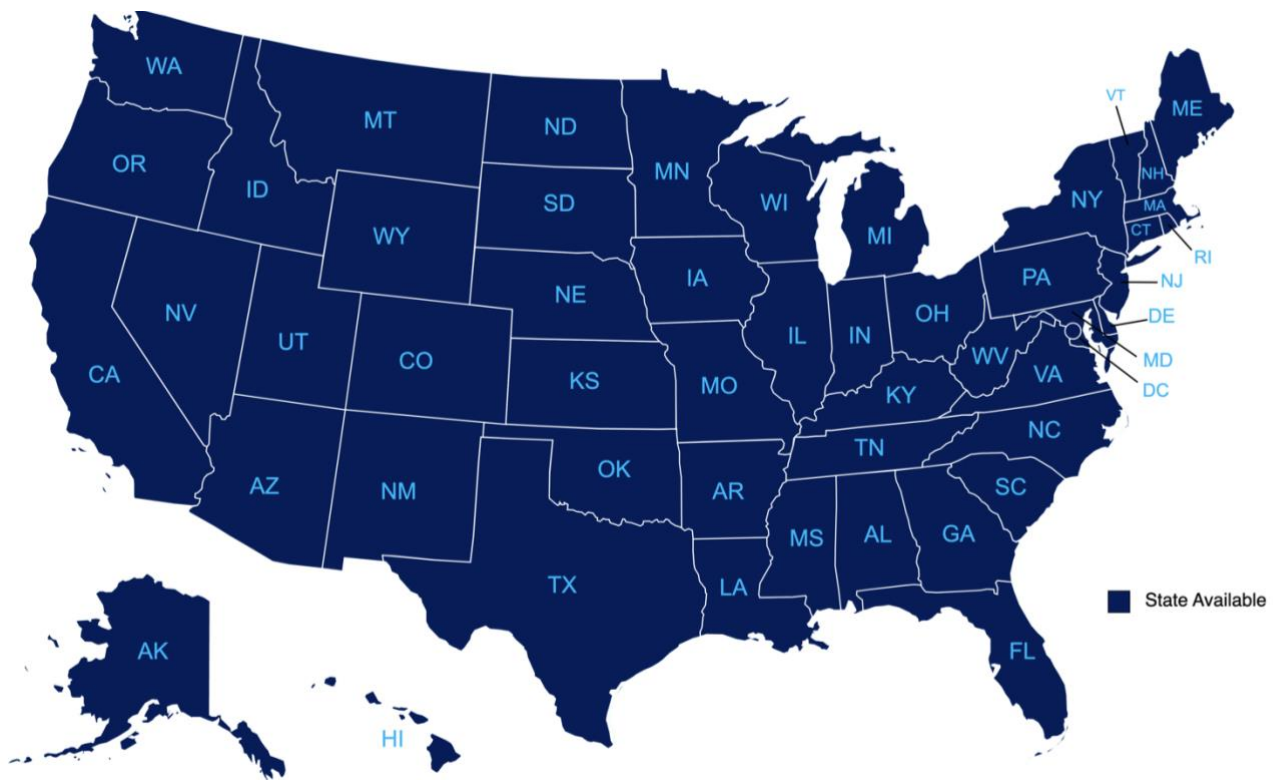 WA
MT
ND
MN
VT
ME
OR
ID
SD
WI
NY
NH
WY
MI
MA
CT
RI
IA
PA
NJ
NE
NV
OH
DE
UT
IL
IN
CO
WV
MD
CA
KS
MO
VA
DC
KY
NC
TN
OK
AZ
NM
AR
SC
MS
AL
GA
TX
LA
State Available
AK
FL
HI